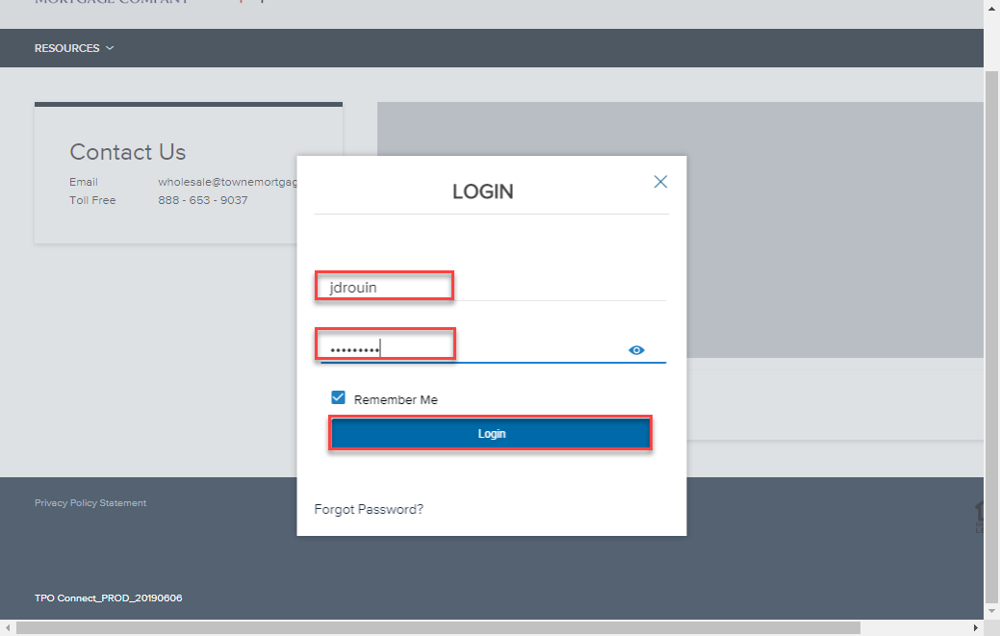 MORTGAGE COMPANY
RESOURCES
Contact Us
Email wholesale@townemortgag
Toll Free 888 - 653 - 9037
LOGIN
jdrouin
•••••••••
Remember Me
Login
Forgot Password?
Privacy Policy Statement
TPO Connect_PROD_20190606